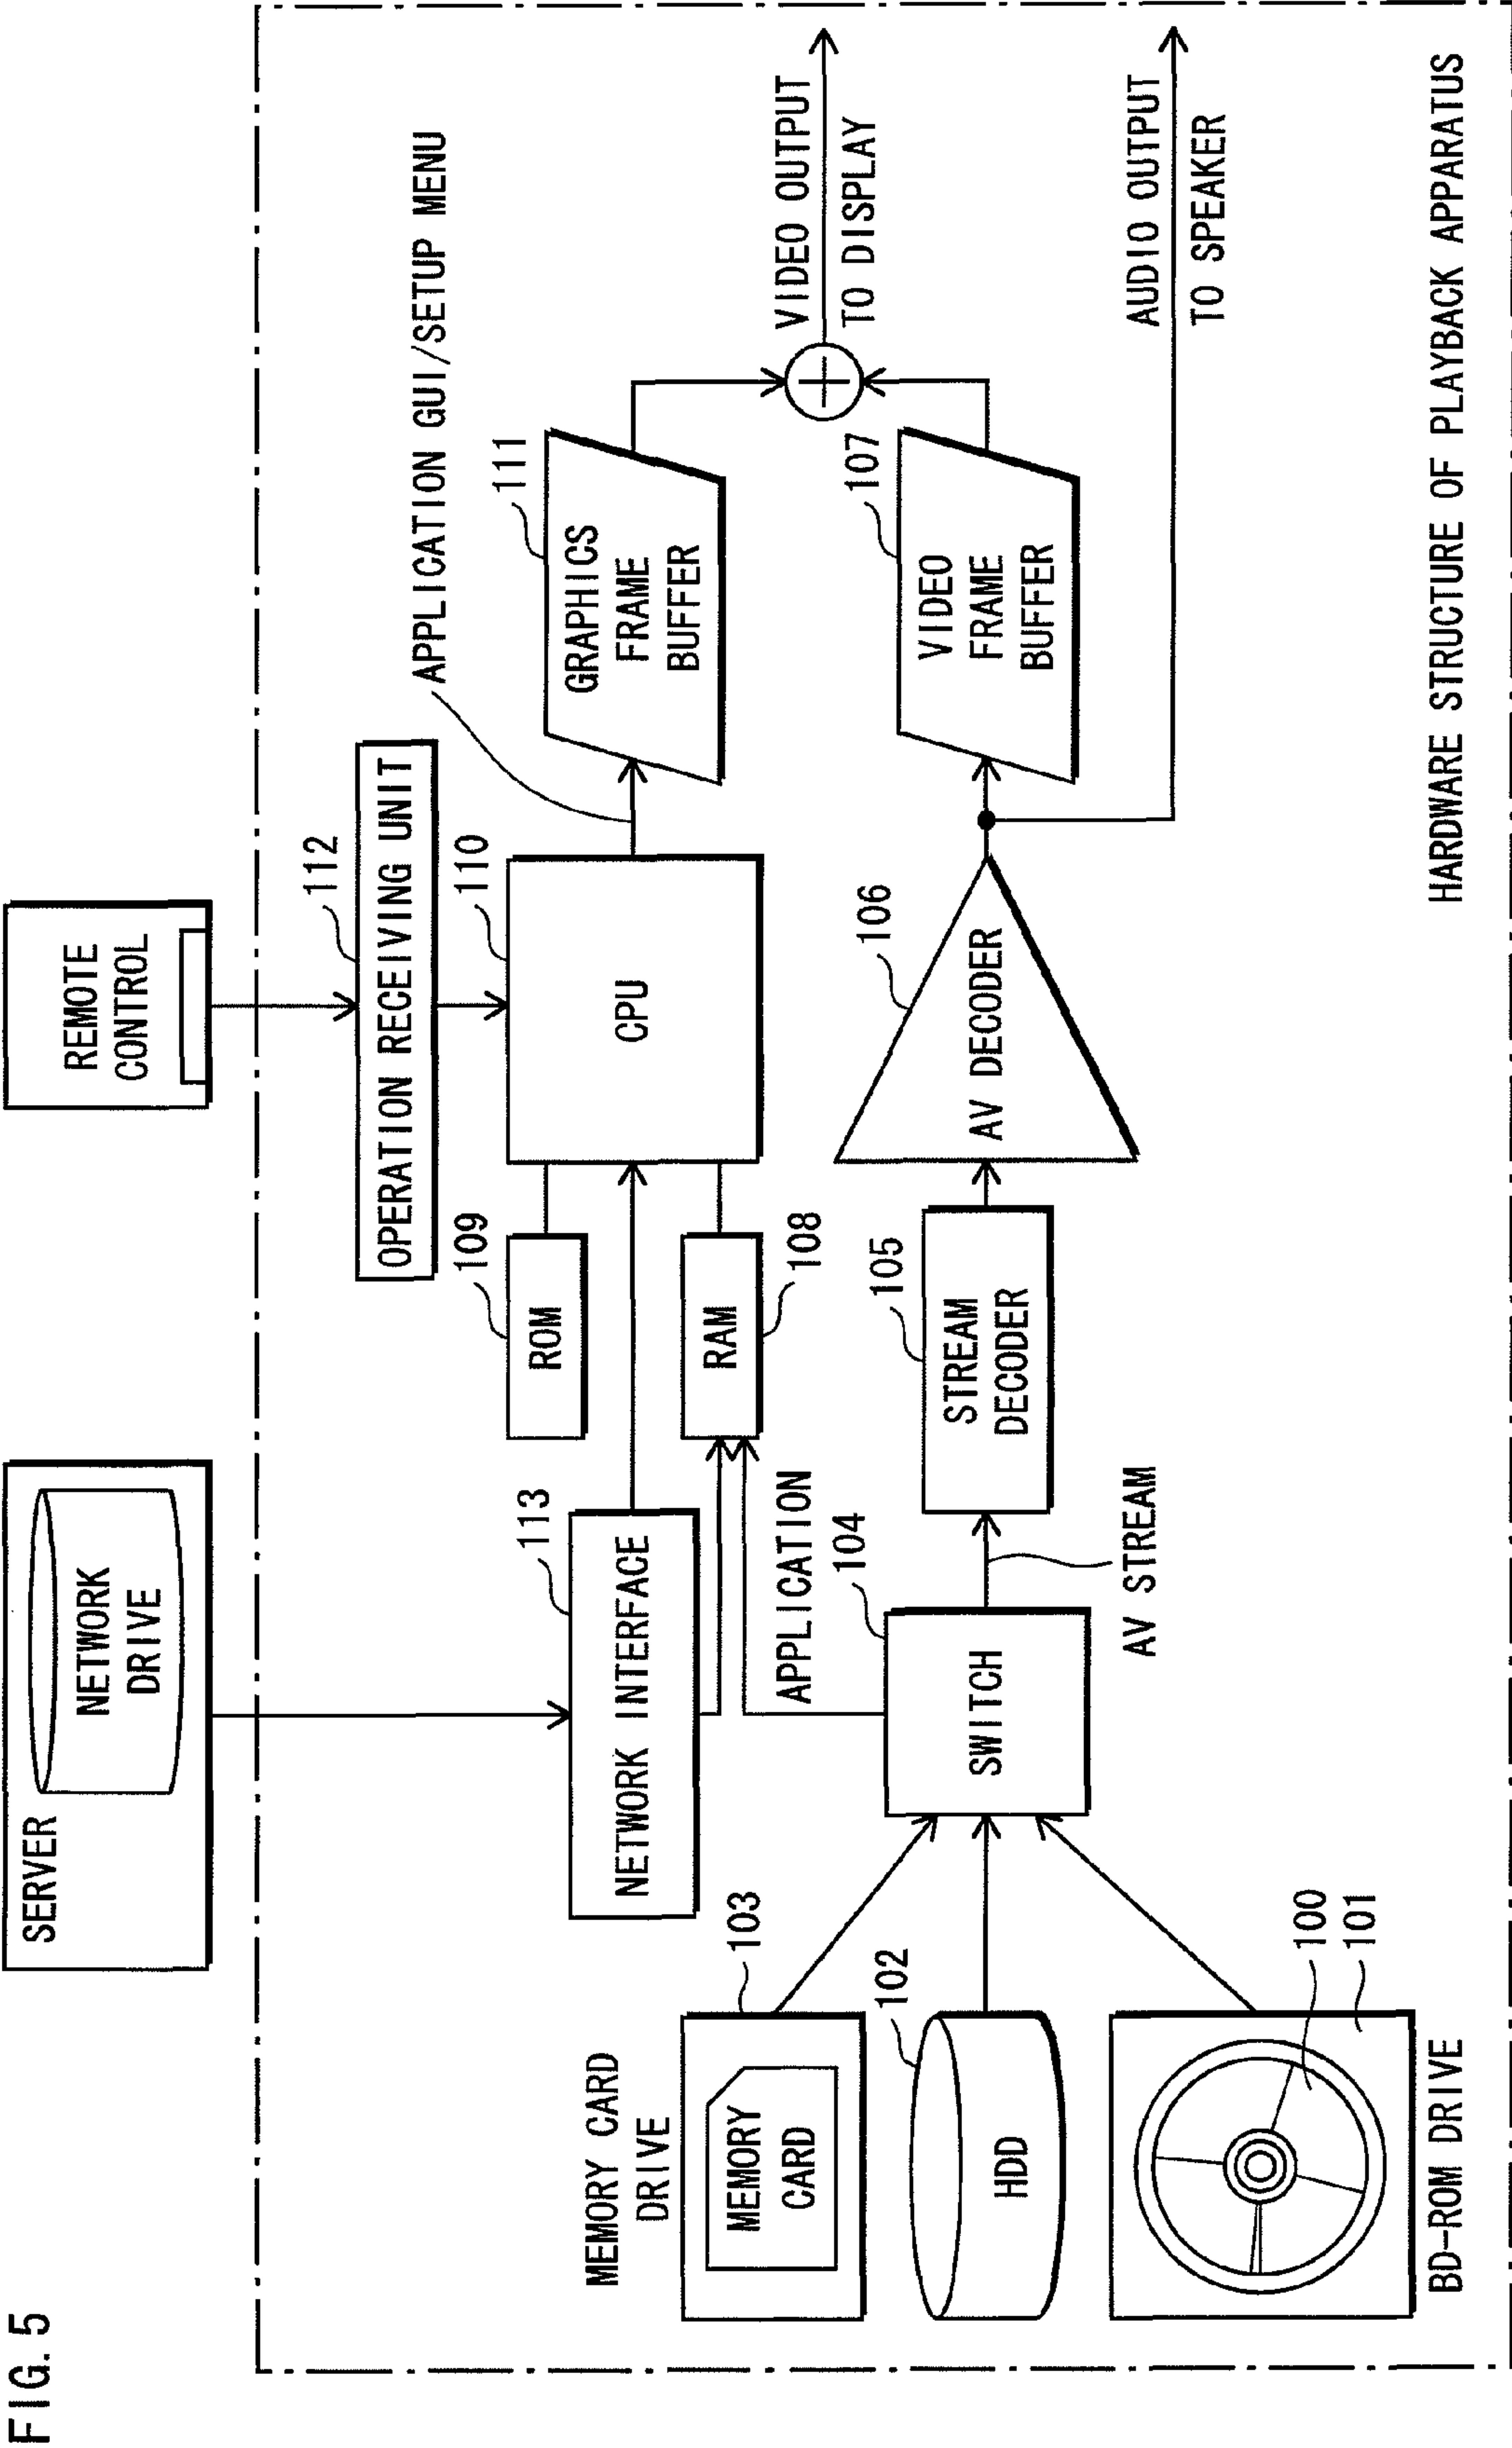 FIG. 5
SERVER
NETWORK
DRIVE
REMOTE
CONTROL
112
OPERATION RECEIVING UNIT
APPLICATION GUI/SETUP MENU
113
NETWORK INTERFACE
109
ROM
110
CPU
111
GRAPHICS
FRAME
BUFFER
RAM
108
APPLICATION
VIDEO OUTPUT
TO DISPLAY
MEMORY CARD
DRIVE
103
MEMORY
CARD
102
HDD
104
SWITCH
105
STREAM
DECODER
106
AV DECODER
107
VIDEO
FRAME
BUFFER
AV STREAM
AUDIO OUTPUT
TO SPEAKER
100
101
BD-ROM DRIVE
HARDWARE STRUCTURE OF PLAYBACK APPARATUS